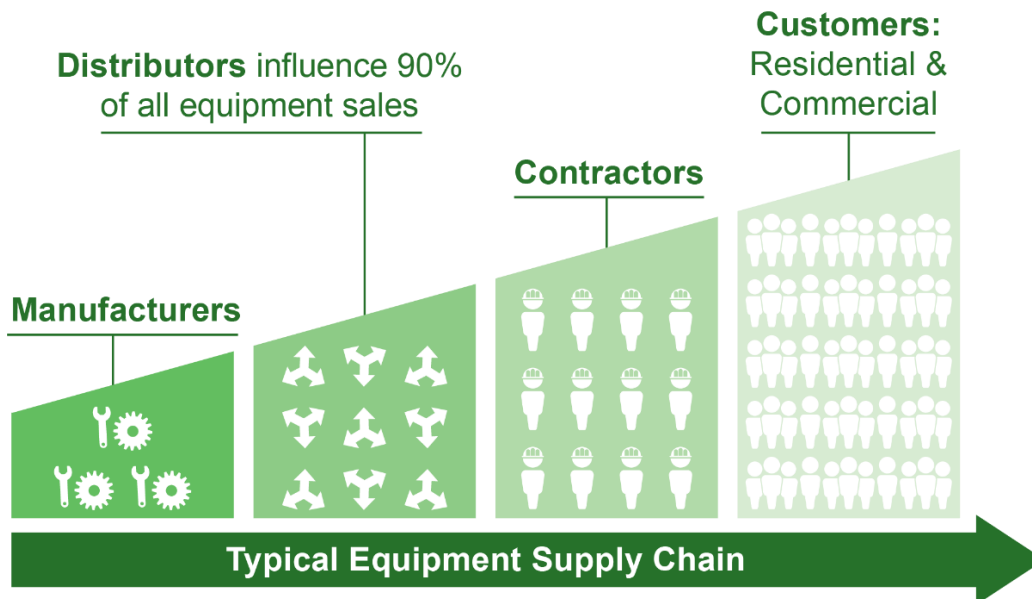 Manufacturers
Distributors influence 90%
of all equipment sales
Contractors
Customers:
Residential &
Commercial
Typical Equipment Supply Chain